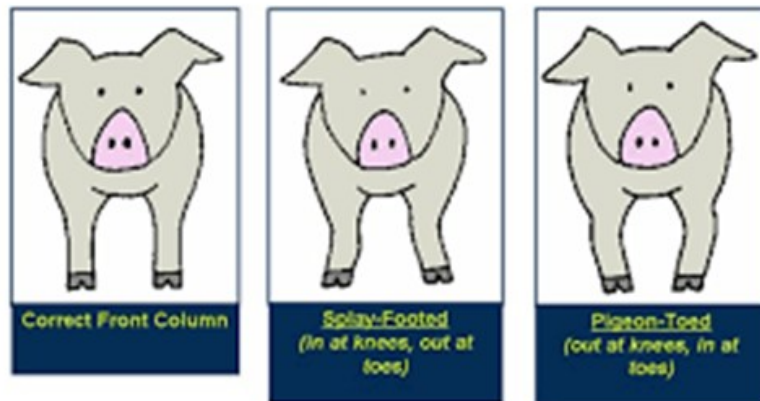 Correct Front Column
Splay-Footed
(in at knees, out at
toes)
Pigeon-Toed
(out at knees, in at
toes)